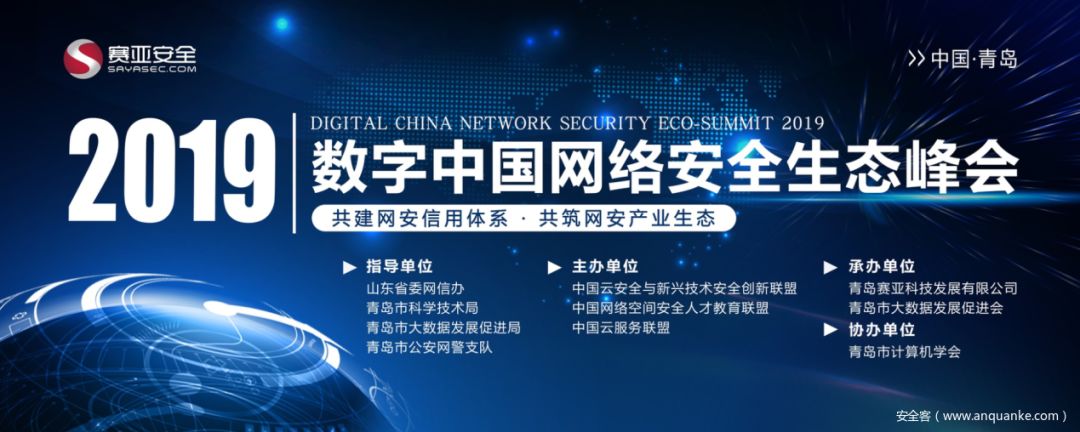 赛亚安全
SAYASEC.COM
中国·青岛
2019
DIGITAL CHINA NETWORK SECURITY ECO-SUMMIT 2019
数字中国网络安全生态峰会
共建网安信用体系 · 共筑网安产业生态
指导单位
山东省委网信办
青岛市科学技术局
青岛市大数据发展促进局
青岛市公安网警支队
主办单位
中国云安全与新兴技术安全创新联盟
中国网络空间安全人才教育联盟
中国云服务联盟
承办单位
青岛赛亚科技发展有限公司
青岛市大数据发展促进会
协办单位
青岛市计算机学会
安全客（www.anquanke.com）